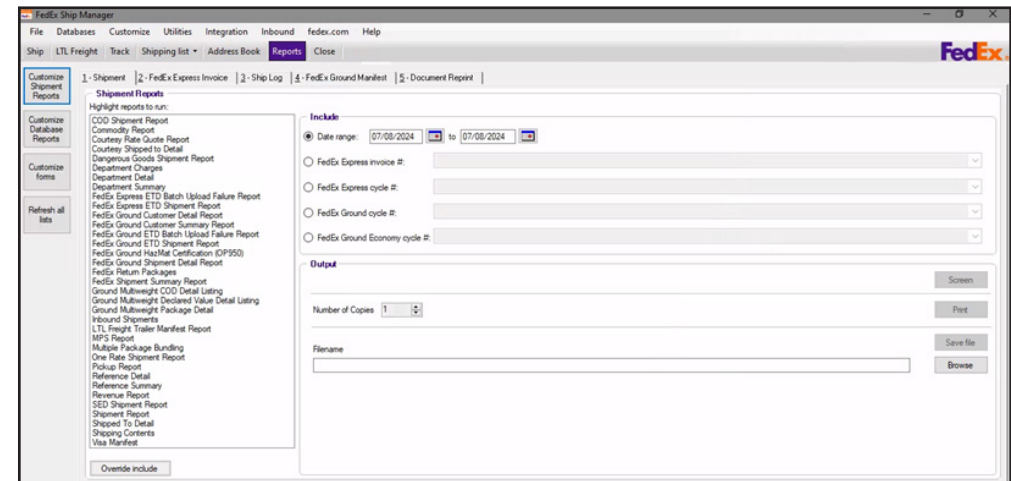 FedEx Ship Manager
File Databases Customize Utilities Integration Inbound fedex.com Help
Ship LTL Freight Track Shipping list Address Book Reports Close
FedEx
Customize Shipment Reports
Customize Database Reports
Customize forms
Refresh all lists
1 - Shipment 2 - FedEx Express Invoice 3 - Ship Log 4 - FedEx Ground Manifest 5 - Document Reprint
Shipment Reports
Highlight reports to run:
COD Shipment Report
Commodity Report
Courtesy Rate Quote Report
Courtesy Shipped to Detail
Dangerous Goods Shipment Report
Department Charges
Department Detail
Department Summary
FedEx Express ETD Batch Upload Failure Report
FedEx Express ETD Shipment Report
FedEx Ground Customer Detail Report
FedEx Ground Customer Summary Report
FedEx Ground ETD Batch Upload Failure Report
FedEx Ground ETD Shipment Report
FedEx Ground HazMat Certification (OP950)
FedEx Ground Shipment Detail Report
FedEx Return Packages
FedEx Shipment Summary Report
Ground Multiweight COD Detail Listing
Ground Multiweight Declared Value Detail Listing
Ground Multiweight Package Detail
Inbound Shipments
LTL Freight Trailer Manifest Report
MPS Report
Multiple Package Bundling
One Rate Shipment Report
Pickup Report
Reference Detail
Reference Summary
Revenue Report
SED Shipment Report
Shipment Report
Shipped To Detail
Shipping Contents
Visa Manifest
Override include
Include
Date range: 07/08/2024 to 07/08/2024
FedEx Express invoice #:
FedEx Express cycle #:
FedEx Ground cycle #:
FedEx Ground Economy cycle #:
Output
Screen
Number of Copies 1 Print
Save file
Filename
Browse